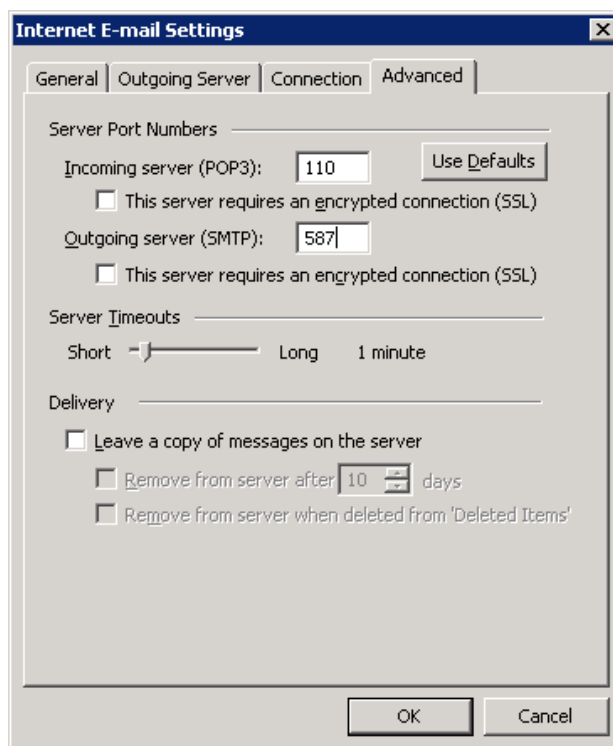 Internet E-mail Settings
General Outgoing Server Connection Advanced
Server Port Numbers
Incoming server (POP3): 110 Use Defaults
This server requires an encrypted connection (SSL)
Outgoing server (SMTP): 587
This server requires an encrypted connection (SSL)
Server Timeouts
Short Long 1 minute
Delivery
Leave a copy of messages on the server
Remove from server after 10 days
Remove from server when deleted from 'Deleted Items'
OK Cancel